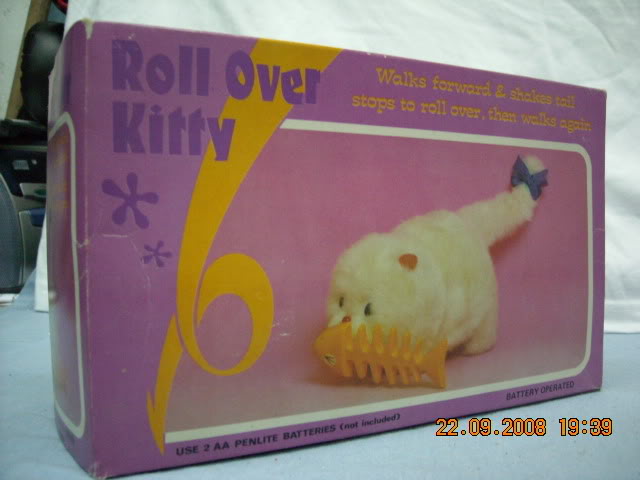 Roll Over
Kitty
Walks forward & shakes tail
stops to roll over, then walks again
BATTERY OPERATED
USE 2 AA PENLITE BATTERIES (not included)
22.09.2008 19:39